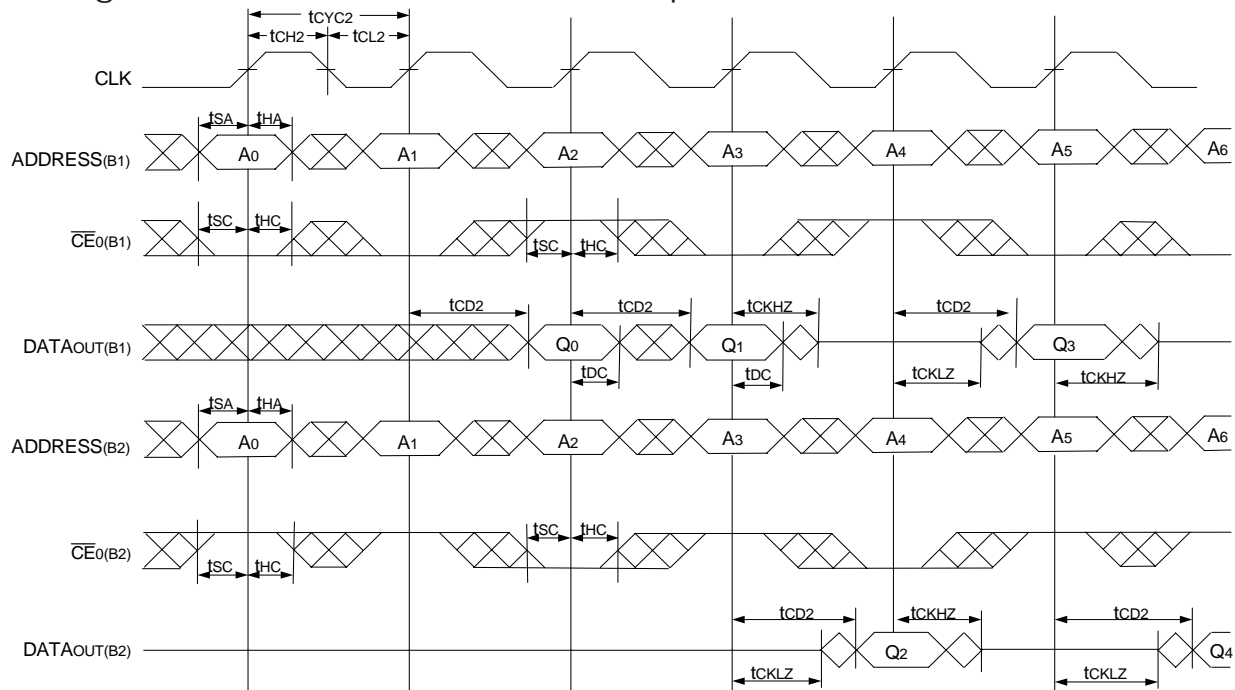 tCYC2
tCH2 tCL2
CLK
tSA tHA
ADDRESS(B1) A0 A1 A2 A3 A4 A5 A6
tSC tHC tSC tHC
CE0(B1)
tCD2 tCD2 tCKHZ tCD2
DATAOUT(B1) Q0 Q1 Q3
tDC tDC tCKLZ tCKHZ
tSA tHA
ADDRESS(B2) A0 A1 A2 A3 A4 A5 A6
tSC tHC
CE0(B2)
tSC tHC
tCD2 tCKHZ tCD2
DATAOUT(B2) Q2 Q4
tCKLZ tCKLZ